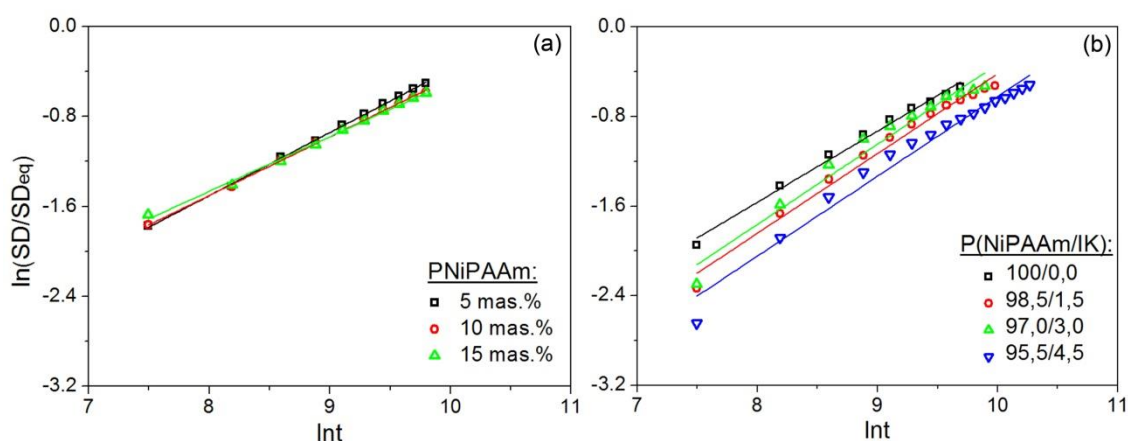 0.0
-0.8
-1.6
-2.4
-3.2
ln(SD/SDeq)
(a)
PNiPAAm:
5 mas.%
10 mas.%
15 mas.%
7 8 9 10 11
lnt
0.0
-0.8
-1.6
-2.4
-3.2
(b)
P(NiPAAm/IK):
100/0,0
98,5/1,5
97,0/3,0
95,5/4,5
7 8 9 10 11
lnt